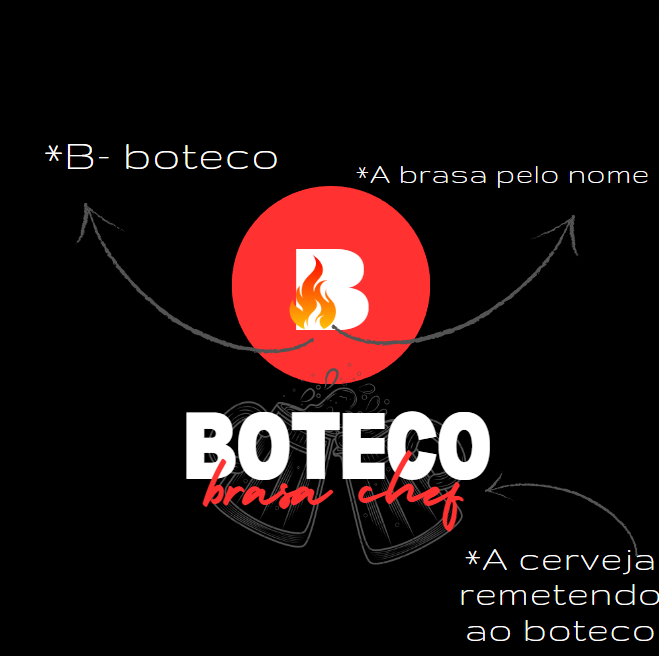 *B- boteco
*A brasa pelo nome
B
BOTECO
brasa chef
*A cerveja
remetendo
ao boteco